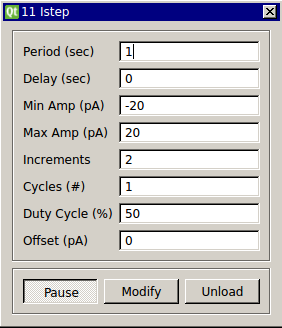 Qt 11 Istep
Period (sec) 1
Delay (sec) 0
Min Amp (pA) -20
Max Amp (pA) 20
Increments 2
Cycles (#) 1
Duty Cycle (%) 50
Offset (pA) 0
Pause Modify Unload